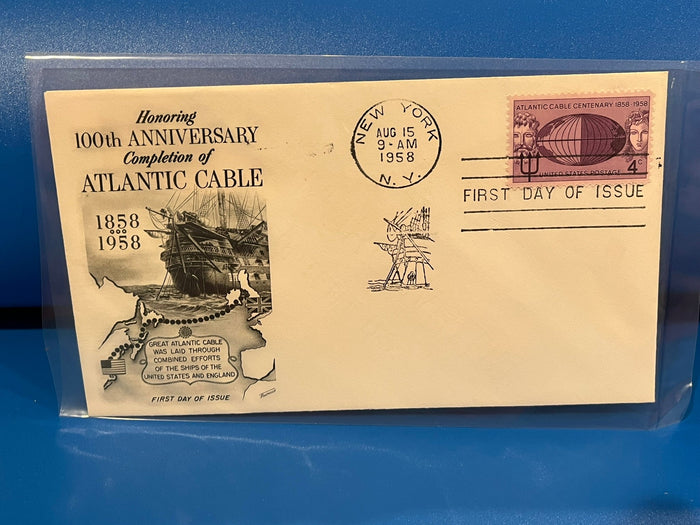 Honoring
100th ANNIVERSARY
Completion of
ATLANTIC CABLE
1858
1958
GREAT ATLANTIC CABLE
WAS LAID THROUGH
COMBINED EFFORTS
OF THE SHIPS OF THE
UNITED STATES AND ENGLAND
FIRST DAY OF ISSUE
NEW YORK
AUG 15
9-AM
1958
N.Y.
ATLANTIC CABLE CENTENARY 1858-1958
4c
UNITED STATES POSTAGE
FIRST DAY OF ISSUE